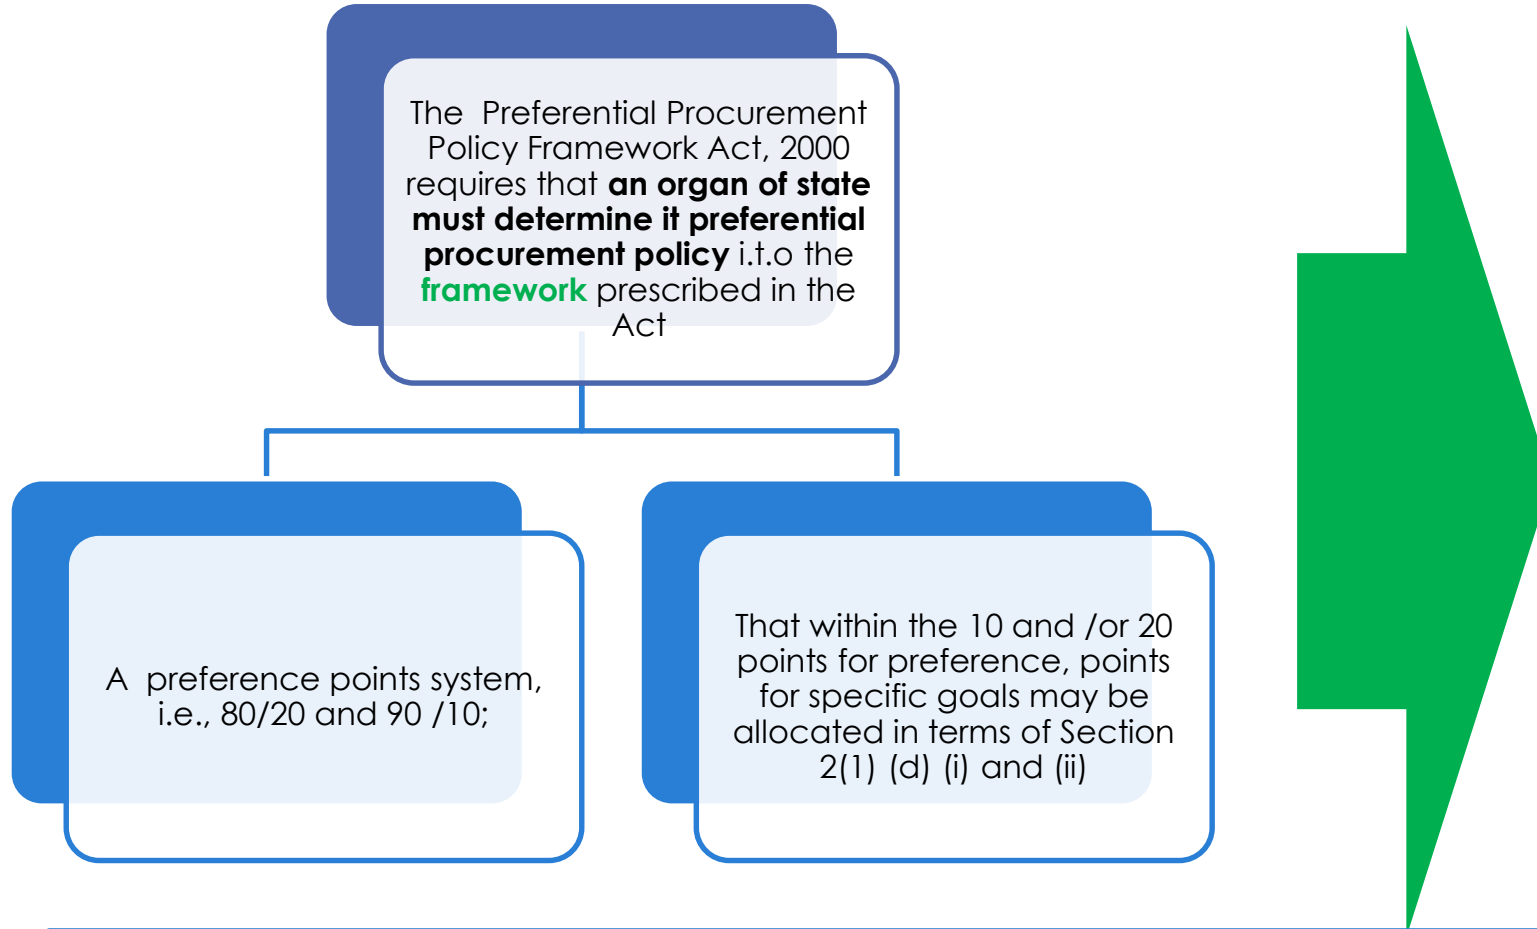 The  Preferential Procurement
Policy Framework Act, 2000
requires that an organ of state
must determine it preferential
procurement policy i.t.o the
framework prescribed in the
Act
A  preference points system,
i.e., 80/20 and 90 /10;
That within the 10 and /or 20
points for preference, points
for specific goals may be
allocated in terms of Section
2(1) (d) (i) and (ii)